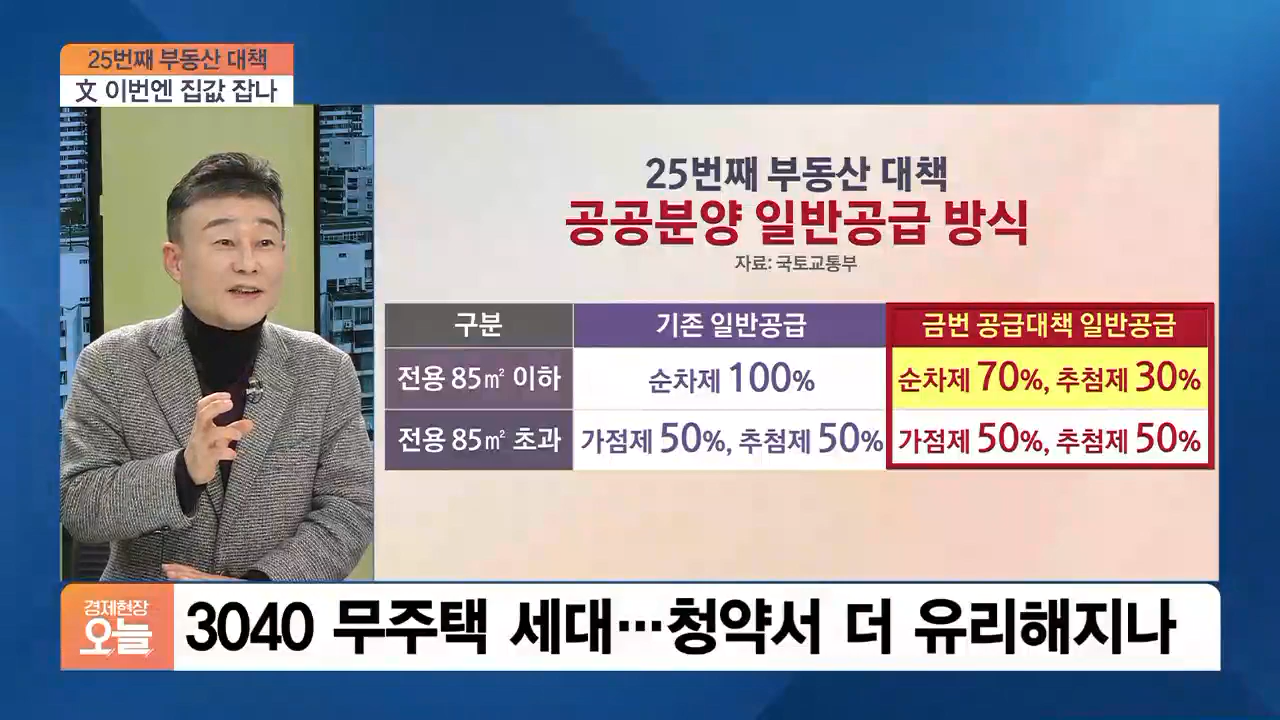 25번째 부동산 대책
文 이번엔 집값 잡나
25번째 부동산 대책
공공분양 일반공급 방식
자료: 국토교통부
구분 기존 일반공급 금번 공급대책 일반공급
전용 85㎡ 이하 순차제 100% 순차제 70%, 추첨제 30%
전용 85㎡ 초과 가점제 50%, 추첨제 50% 가점제 50%, 추첨제 50%
경제현장
오늘
3040 무주택 세대…청약서 더 유리해지나